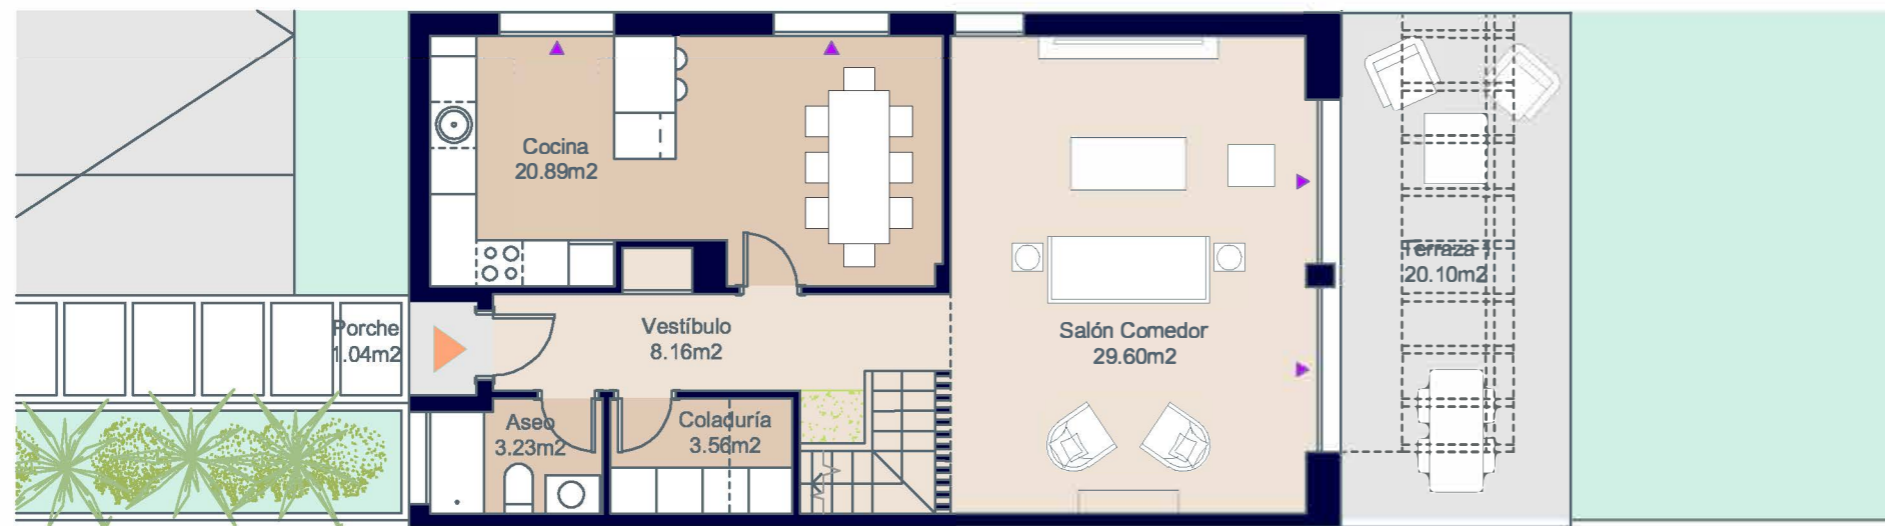 Cocina
20.89m2
Terraza 1
20.10m2
Porche
1.04m2
Vestíbulo
8.16m2
Salón Comedor
29.60m2
Aseo
3.23m2
Coladuría
3.56m2